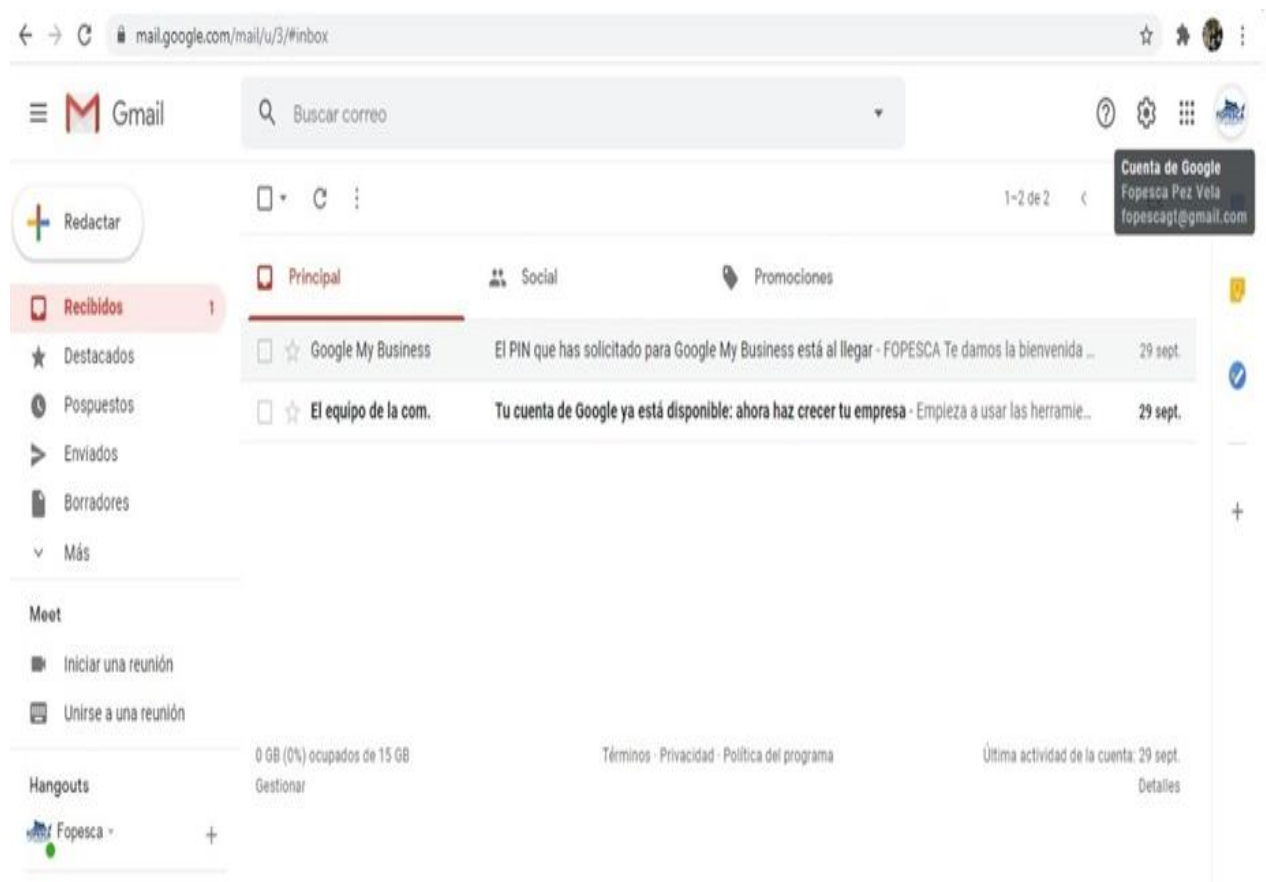 mail.google.com/mail/u/3/#inbox
Gmail
Buscar correo
Cuenta de Google
Fopesca Pez Vela
fopescagt@gmail.com
Redactar
1-2 de 2
Principal
Social
Promociones
Recibidos 1
Destacados
Pospuestos
Enviados
Borradores
Más
Google My Business El PIN que has solicitado para Google My Business está al llegar - FOPESCA Te damos la bienvenida ...
29 sept.
El equipo de la com. Tu cuenta de Google ya está disponible: ahora haz crecer tu empresa - Empieza a usar las herramie...
29 sept.
Meet
Iniciar una reunión
Unirse a una reunión
Hangouts
Fopesca
0 GB (0%) ocupados de 15 GB
Gestionar
Términos · Privacidad · Política del programa
Última actividad de la cuenta: 29 sept.
Detalles